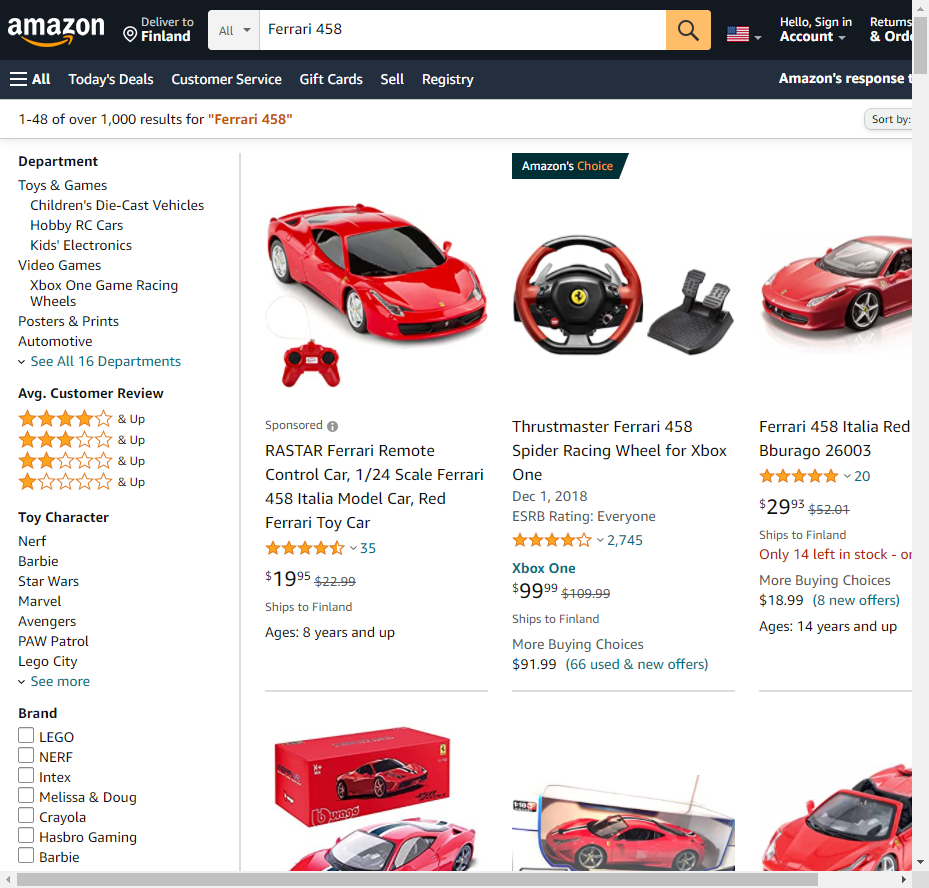 amazon
Deliver to
Finland
All
Ferrari 458
Hello, Sign in
Account
Returns
& Orde
All
Today's Deals
Customer Service
Gift Cards
Sell
Registry
Amazon's response t
1-48 of over 1,000 results for "Ferrari 458"
Sort by:
Department
Toys & Games
Children's Die-Cast Vehicles
Hobby RC Cars
Kids' Electronics
Video Games
Xbox One Game Racing
Wheels
Posters & Prints
Automotive
See All 16 Departments
Avg. Customer Review
& Up
& Up
& Up
& Up
Toy Character
Nerf
Barbie
Star Wars
Marvel
Avengers
PAW Patrol
Lego City
See more
Brand
LEGO
NERF
Intex
Melissa & Doug
Crayola
Hasbro Gaming
Barbie
Sponsored
RASTAR Ferrari Remote
Control Car, 1/24 Scale Ferrari
458 Italia Model Car, Red
Ferrari Toy Car
35
$19.95 $22.99
Ships to Finland
Ages: 8 years and up
Amazon's Choice
Thrustmaster Ferrari 458
Spider Racing Wheel for Xbox
One
Dec 1, 2018
ESRB Rating: Everyone
2,745
Xbox One
$99.99 $109.99
Ships to Finland
More Buying Choices
$91.99 (66 used & new offers)
Ferrari 458 Italia Red
Bburago 26003
20
$29.93 $52.01
Ships to Finland
Only 14 left in stock - or
More Buying Choices
$18.99 (8 new offers)
Ages: 14 years and up
burago
1:18